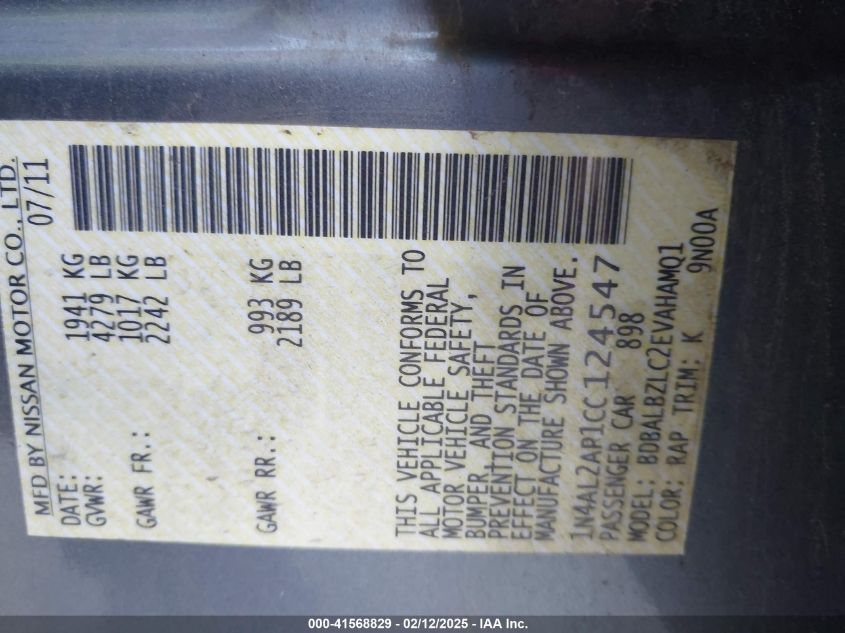 MFD BY NISSAN MOTOR CO., LTD.
DATE: 07/11
GVWR: 1941 KG
4279 LB
GAWR FR.: 1017 KG
2242 LB
GAWR RR.: 993 KG
2189 LB
THIS VEHICLE CONFORMS TO
ALL APPLICABLE FEDERAL
MOTOR VEHICLE SAFETY,
BUMPER, AND THEFT
PREVENTION STANDARDS IN
EFFECT ON THE DATE OF
MANUFACTURE SHOWN ABOVE.
1N4AL2AP1CC124547
PASSENGER CAR 898
MODEL: BDBALBZLC2EVAHAMQ1
COLOR: RAP TRIM: K 9N00A
000-41568829 - 02/12/2025 - IAA Inc.